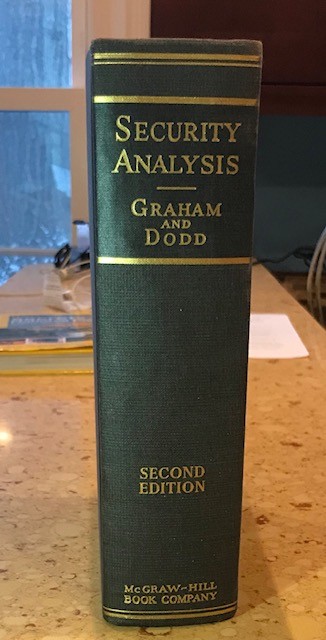 SECURITY
ANALYSIS
GRAHAM
AND
DODD
SECOND
EDITION
McGRAW-HILL
BOOK COMPANY